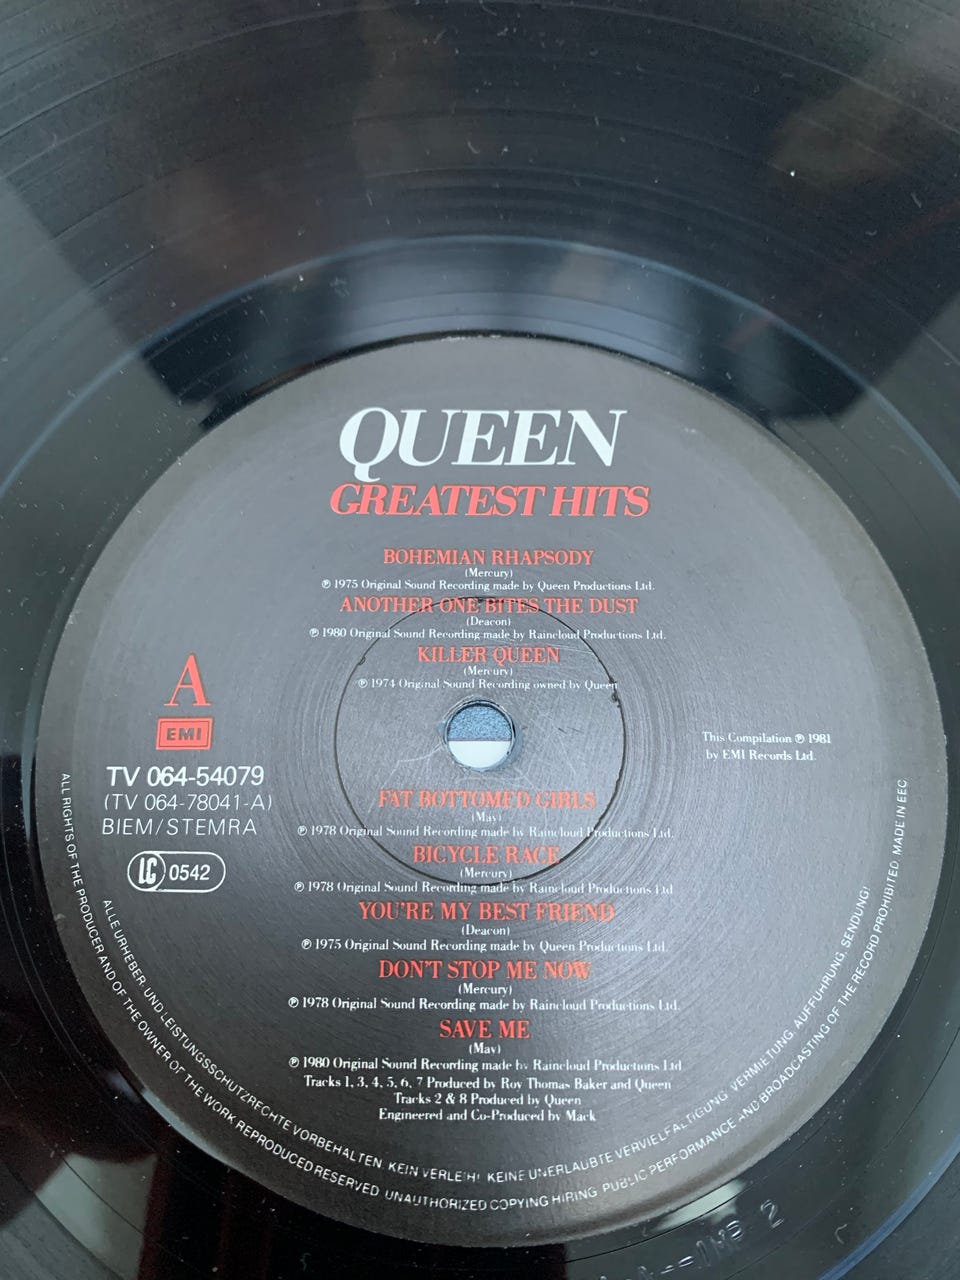 QUEEN
GREATEST HITS
BOHEMIAN RHAPSODY
(Mercury)
℗ 1975 Original Sound Recording made by Queen Productions Ltd.
ANOTHER ONE BITES THE DUST
(Deacon)
℗ 1980 Original Sound Recording made by Raincloud Productions Ltd.
KILLER QUEEN
(Mercury)
℗ 1974 Original Sound Recording owned by Queen
A
EMI
TV 064-54079
(TV 064-78041-A)
BIEM/STEMRA
LC 0542
This Compilation ℗ 1981
by EMI Records Ltd.
FAT BOTTOMED GIRLS
(May)
℗ 1978 Original Sound Recording made by Raincloud Productions Ltd.
BICYCLE RACE
(Mercury)
℗ 1978 Original Sound Recording made by Raincloud Productions Ltd.
YOU'RE MY BEST FRIEND
(Deacon)
℗ 1975 Original Sound Recording made by Queen Productions Ltd.
DON'T STOP ME NOW
(Mercury)
℗ 1978 Original Sound Recording made by Raincloud Productions Ltd.
SAVE ME
(May)
℗ 1980 Original Sound Recording made by Raincloud Productions Ltd.
Tracks 1, 3, 4, 5, 6, 7 Produced by Roy Thomas Baker and Queen
Tracks 2 & 8 Produced by Queen
Engineered and Co-Produced by Mack
ALLE URHEBER- UND LEISTUNGSSCHUTZRECHTE VORBEHALTEN. KEIN VERLEIH! KEINE UNERLAUBTE VERVIELFALTIGUNG, VERMIETUNG, AUFFUHRUNG, SENDUNG!
ALL RIGHTS OF THE PRODUCER AND OF THE OWNER OF THE WORK REPRODUCED RESERVED. UNAUTHORIZED COPYING HIRING PUBLIC PERFORMANCE AND BROADCASTING OF THE RECORD PROHIBITED. MADE IN EEC.